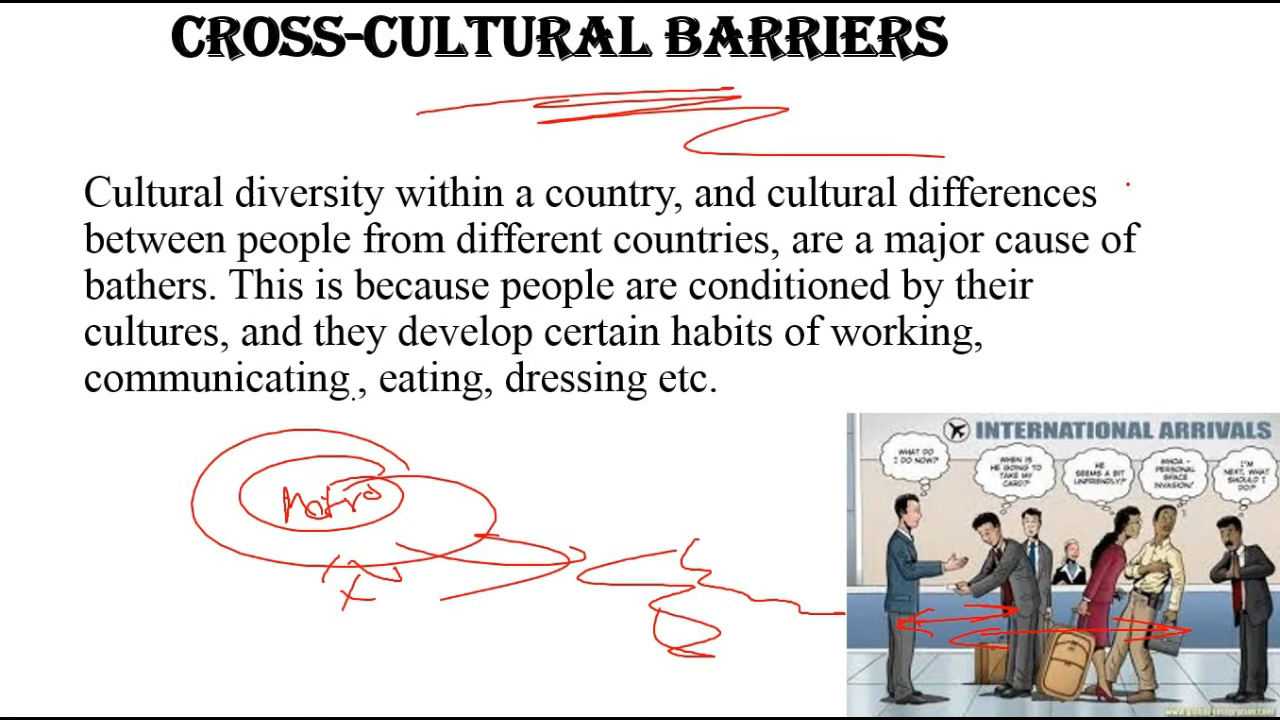 CROSS-CULTURAL BARRIERS
Cultural diversity within a country, and cultural differences
between people from different countries, are a major cause of
bathers. This is because people are conditioned by their
cultures, and they develop certain habits of working,
communicating , eating, dressing etc.
INTERNATIONAL ARRIVALS
WHAT DO
I DO NOW?
WHEN IS
HE GOING TO
TAKE MY
CARD?
HE
SEEMS A BIT
UNFRIENDLY?
WHOA -
PERSONAL
SPACE
INVASION!
I'M
NEXT, WHAT
SHOULD I
DO?